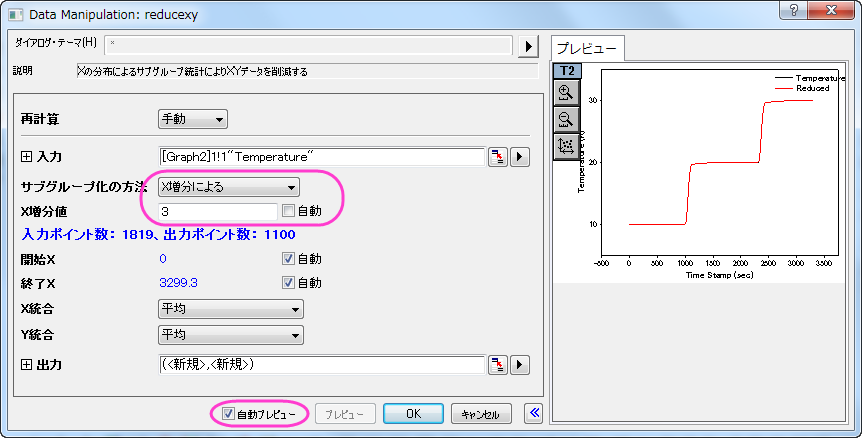 Data Manipulation: reducexy
ダイアログ・テーマ(H) *
説明 Xの分布によるサブグループ統計によりXYデータを削減する
再計算 手動
入力 [Graph2]1!1"Temperature"
サブグループ化の方法 X増分による
X増分値 3 自動
入力ポイント数: 1819、出力ポイント数: 1100
開始X 0 自動
終了X 3299.3 自動
X統合 平均
Y統合 平均
出力 (<新規>,<新規>)
自動プレビュー プレビュー OK キャンセル
プレビュー
T2
Temperature
Reduced
30
20
10
-500 0 500 1000 1500 2000 2500 3000 3500
Time Stamp (sec)